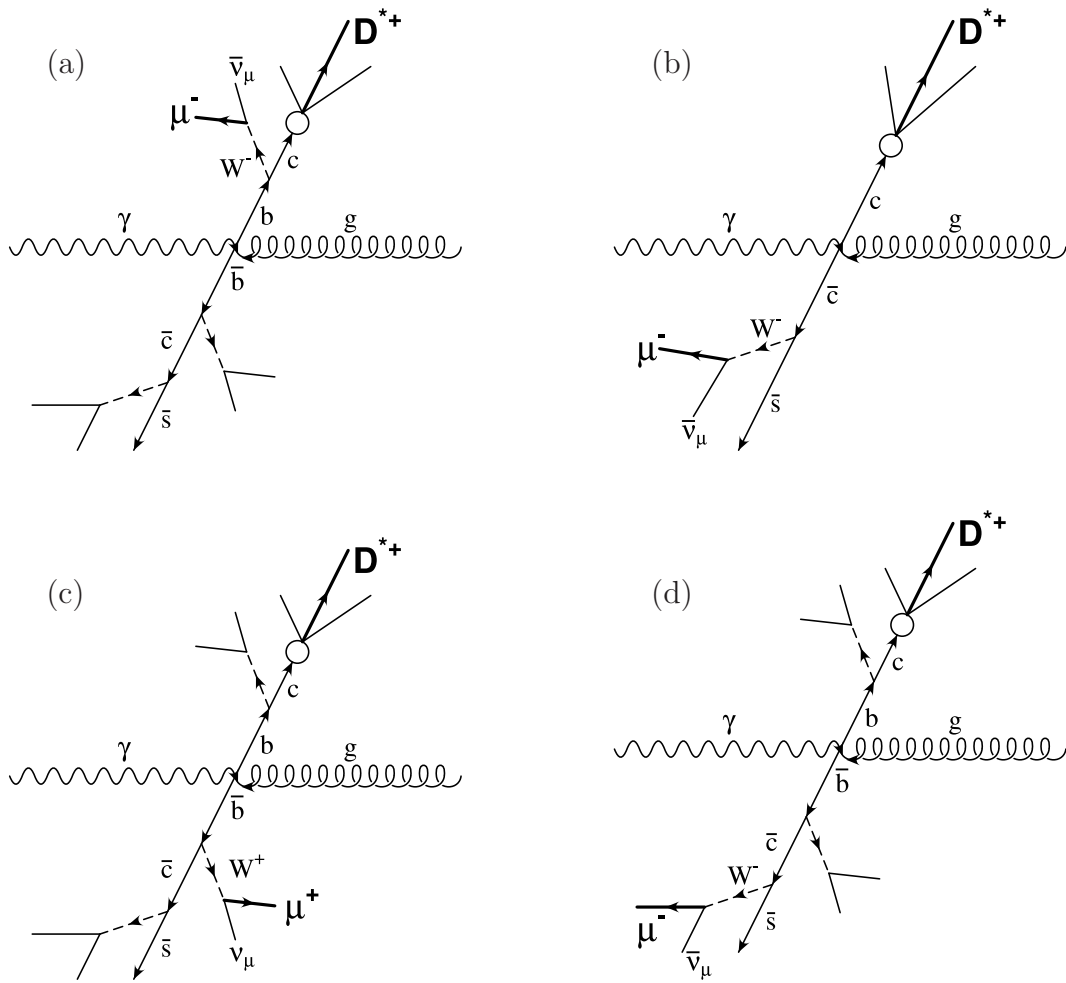 (a)
D*+
ν̄μ
μ-
W-
c
γ
b
g
b̄
c̄
s̄
(b)
D*+
c
γ
g
c̄
W-
μ-
s̄
ν̄μ
(c)
D*+
c
γ
b
g
b̄
c̄
W+
μ+
s̄
νμ
(d)
D*+
c
γ
b
g
b̄
c̄
W-
μ-
s̄
ν̄μ